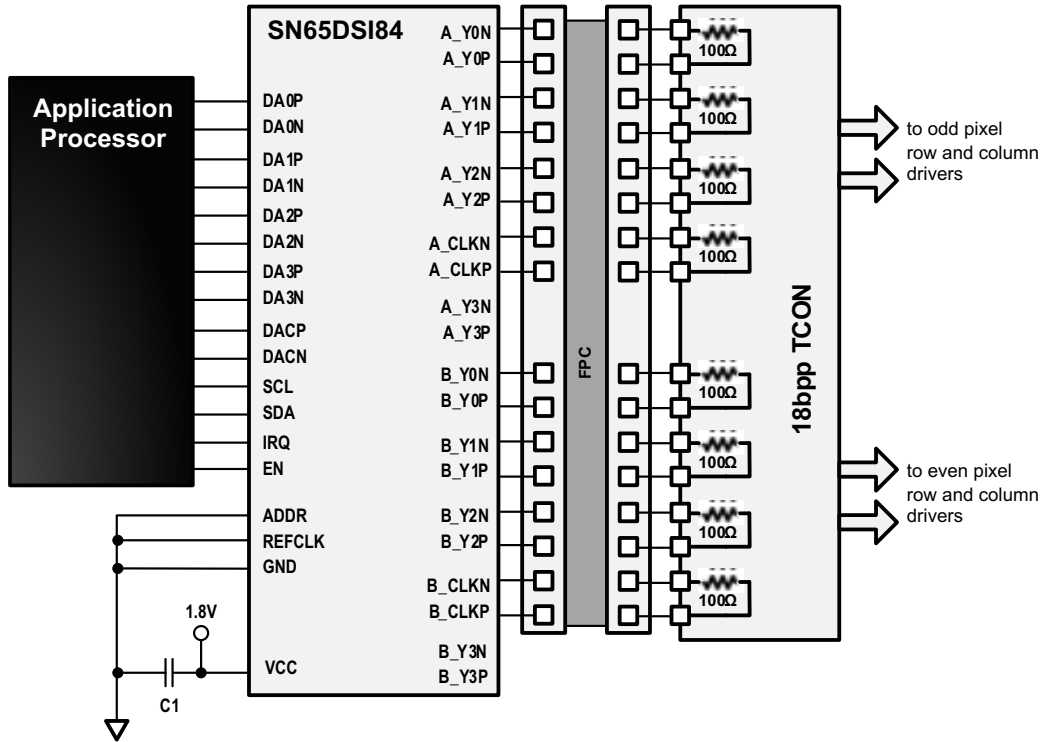 SN65DSI84
Application
Processor
DA0P
DA0N
DA1P
DA1N
DA2P
DA2N
DA3P
DA3N
DACP
DACN
SCL
SDA
IRQ
EN
ADDR
REFCLK
GND
1.8V
VCC
C1
A_Y0N
A_Y0P
A_Y1N
A_Y1P
A_Y2N
A_Y2P
A_CLKN
A_CLKP
A_Y3N
A_Y3P
B_Y0N
B_Y0P
B_Y1N
B_Y1P
B_Y2N
B_Y2P
B_CLKN
B_CLKP
B_Y3N
B_Y3P
FPC
100Ω
100Ω
100Ω
100Ω
100Ω
100Ω
100Ω
100Ω
18bpp TCON
to odd pixel
row and column
drivers
to even pixel
row and column
drivers